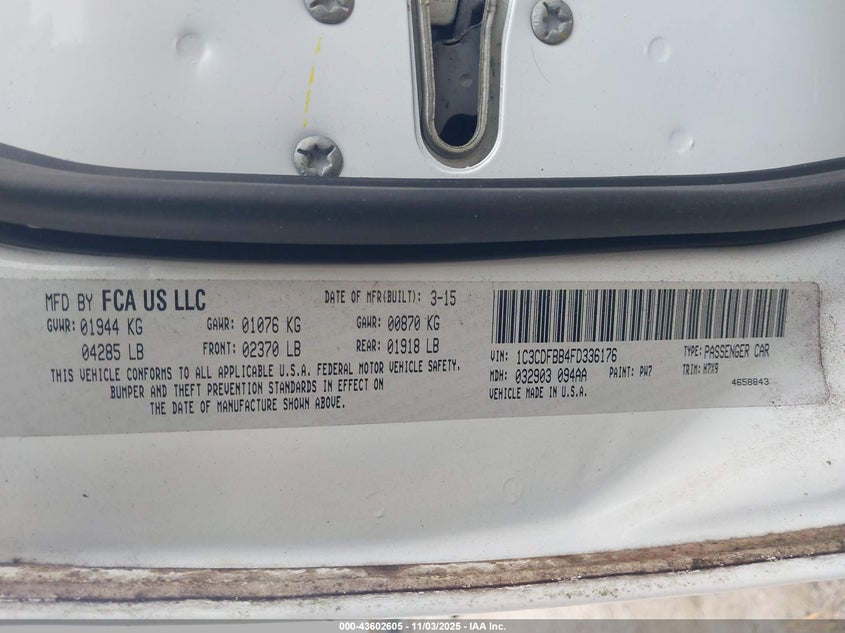 MFD BY FCA US LLC DATE OF MFR(BUILT): 3-15
GVWR: 01944 KG GAWR: 01076 KG GAWR: 00870 KG
04285 LB FRONT: 02370 LB REAR: 01918 LB
THIS VEHICLE CONFORMS TO ALL APPLICABLE U.S.A. FEDERAL MOTOR VEHICLE SAFETY,
BUMPER AND THEFT PREVENTION STANDARDS IN EFFECT ON
THE DATE OF MANUFACTURE SHOWN ABOVE.
VIN: 1C3CDFBB4FD336176 TYPE: PASSENGER CAR
MDH: 032903 094AA PAINT: PW7 TRIM: H7X9
VEHICLE MADE IN U.S.A. 4658843
000-43602605 - 11/03/2025 - IAA Inc.